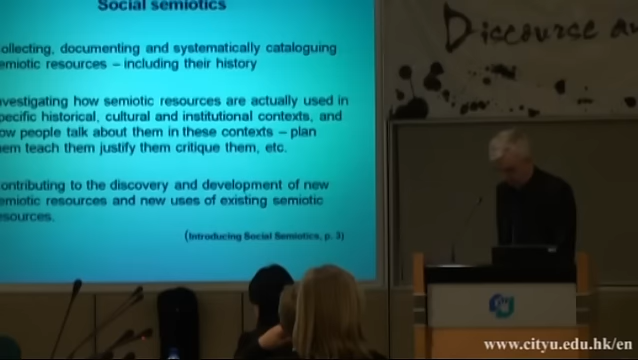 Social semiotics
ollecting, documenting and systematically cataloguing
emiotic resources – including their history
vestigating how semiotic resources are actually used in
pecific historical, cultural and institutional contexts, and
ow people talk about them in these contexts – plan
em teach them justify them critique them, etc.
ontributing to the discovery and development of new
emiotic resources and new uses of existing semiotic
esources.
(Introducing Social Semiotics, p. 3)
Discourse an
www.cityu.edu.hk/en